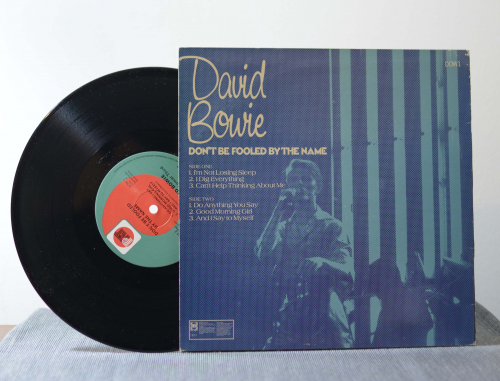 DOW 1
David
Bowie
DON'T BE FOOLED BY THE NAME
SIDE ONE
1. I'm Not Losing Sleep
2. I Dig Everything
3. Can't Help Thinking About Me
SIDE TWO
1. Do Anything You Say
2. Good Morning Girl
3. And I Say to Myself